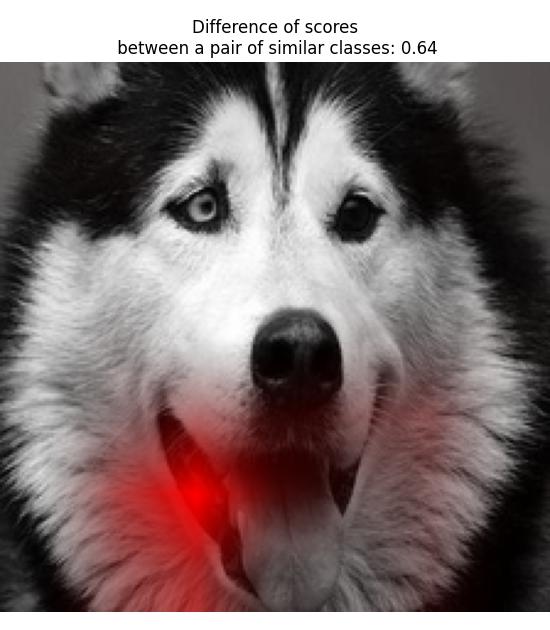 Difference of scores
between a pair of similar classes: 0.64